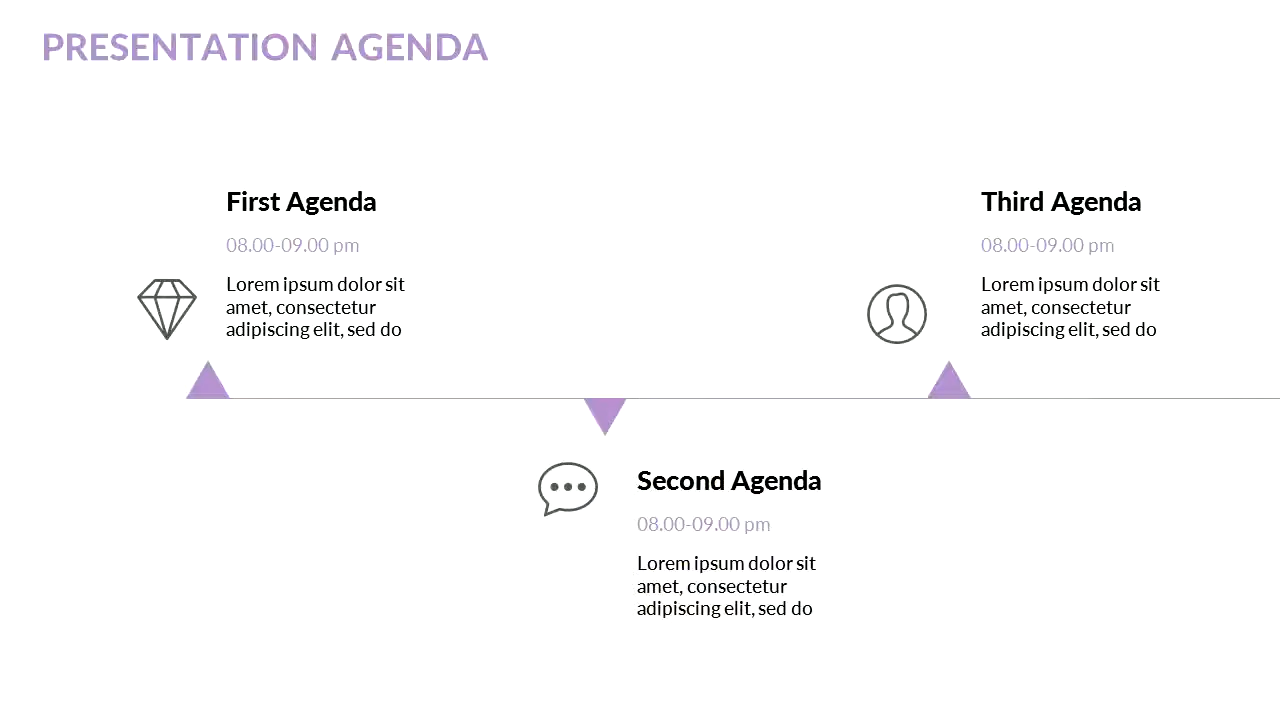 PRESENTATION AGENDA
First Agenda
08.00-09.00 pm
Lorem ipsum dolor sit
amet, consectetur
adipiscing elit, sed do
Second Agenda
08.00-09.00 pm
Lorem ipsum dolor sit
amet, consectetur
adipiscing elit, sed do
Third Agenda
08.00-09.00 pm
Lorem ipsum dolor sit
amet, consectetur
adipiscing elit, sed do